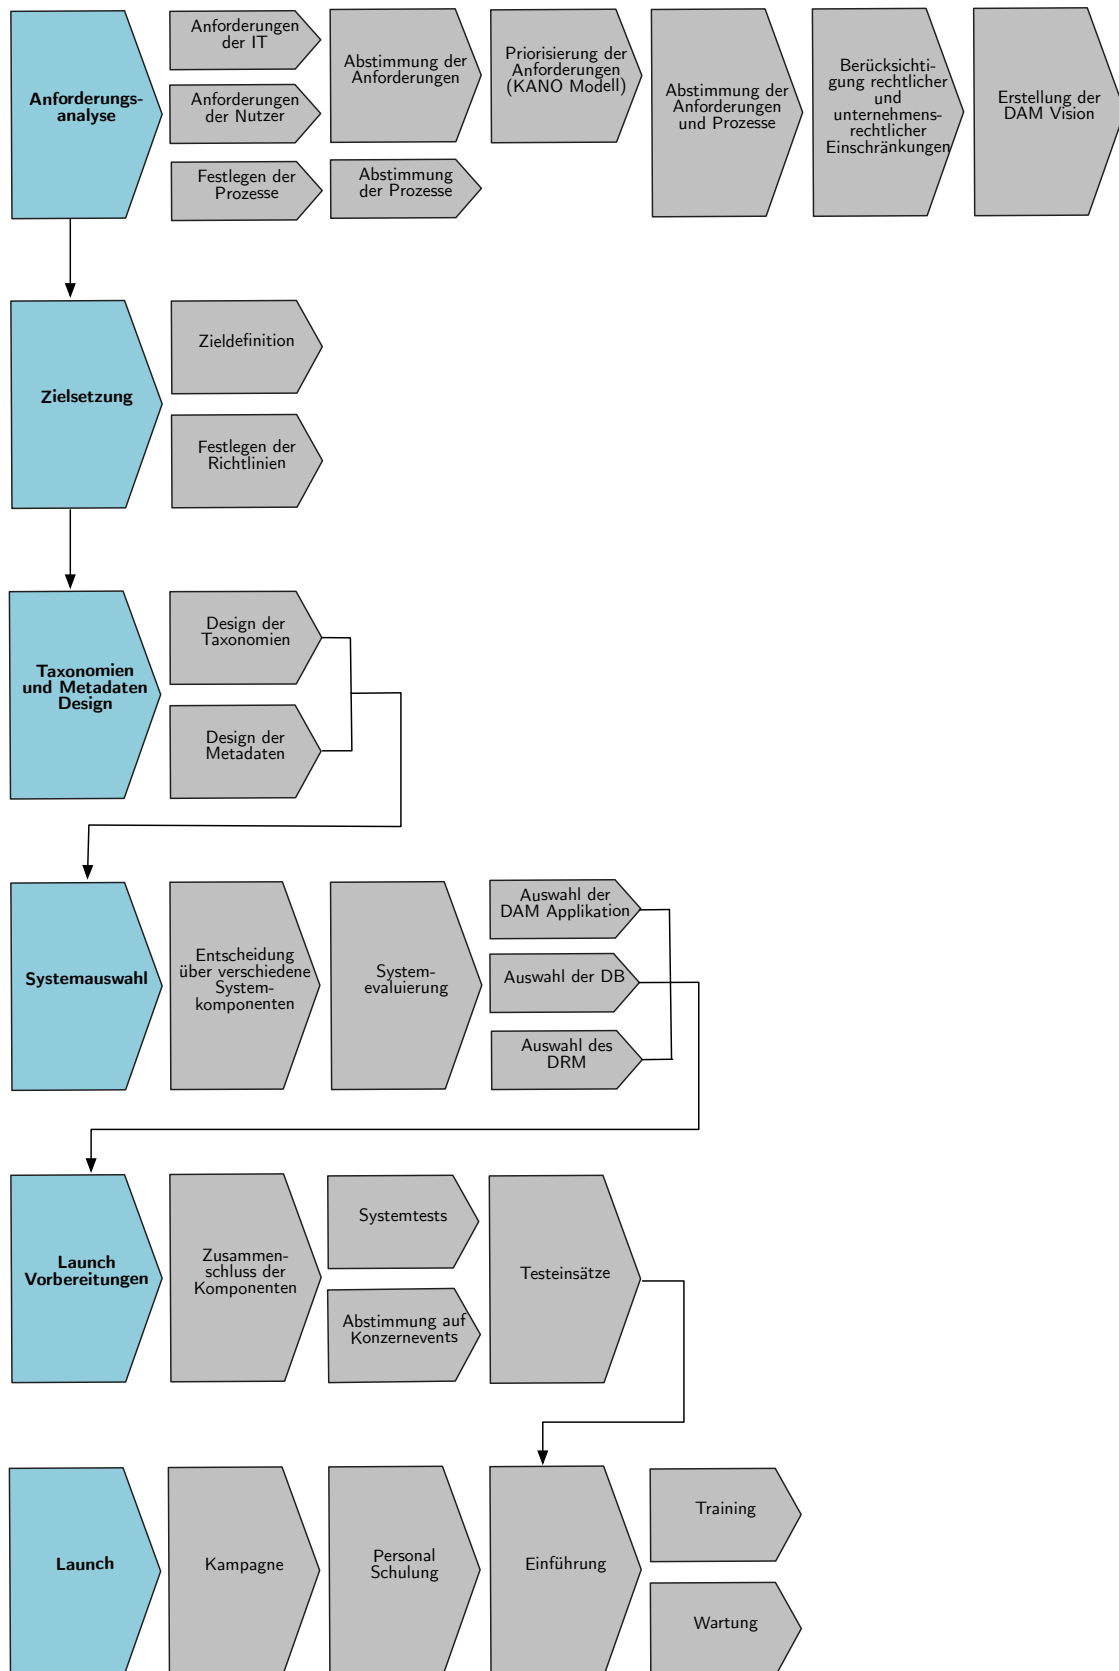 Anforderungs-
analyse
Anforderungen
der IT
Anforderungen
der Nutzer
Festlegen der
Prozesse
Abstimmung der
Anforderungen
Abstimmung
der Prozesse
Priorisierung der
Anforderungen
(KANO Modell)
Abstimmung der
Anforderungen
und Prozesse
Berücksichti-
gung rechtlicher
und
unternehmens-
rechtlicher
Einschränkungen
Erstellung der
DAM Vision
Zielsetzung
Zieldefinition
Festlegen der
Richtlinien
Taxonomien
und Metadaten
Design
Design der
Taxonomien
Design der
Metadaten
Systemauswahl
Entscheidung
über verschiedene
System-
komponenten
System-
evaluierung
Auswahl der
DAM Applikation
Auswahl der DB
Auswahl des
DRM
Launch
Vorbereitungen
Zusammen-
schluss der
Komponenten
Systemtests
Abstimmung auf
Konzernevents
Testeinsätze
Launch
Kampagne
Personal
Schulung
Einführung
Training
Wartung